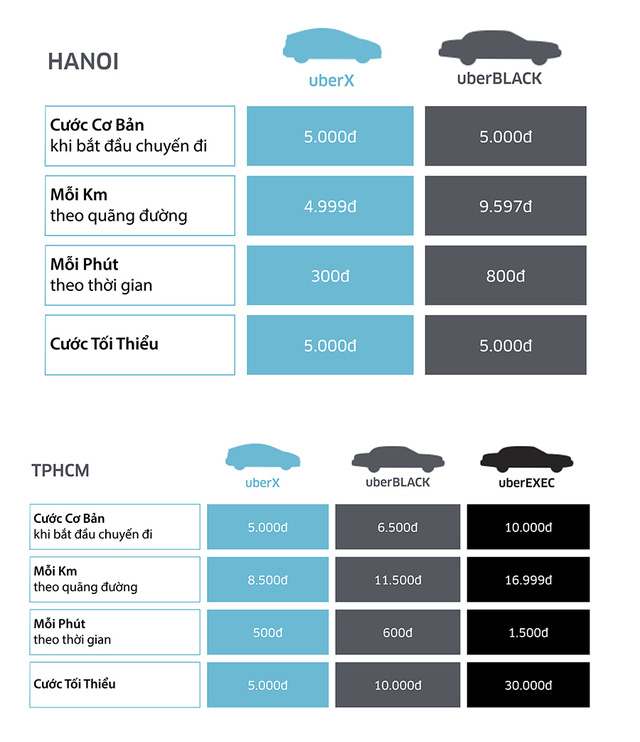 HANOI
uberX
uberBLACK
Cước Cơ Bản
khi bắt đầu chuyến đi
5.000đ
5.000đ
Mỗi Km
theo quãng đường
4.999đ
9.597đ
Mỗi Phút
theo thời gian
300đ
800đ
Cước Tối Thiểu
5.000đ
5.000đ
TPHCM
uberX
uberBLACK
uberEXEC
Cước Cơ Bản
khi bắt đầu chuyến đi
5.000đ
6.500đ
10.000đ
Mỗi Km
theo quãng đường
8.500đ
11.500đ
16.999đ
Mỗi Phút
theo thời gian
500đ
600đ
1.500đ
Cước Tối Thiểu
5.000đ
10.000đ
30.000đ